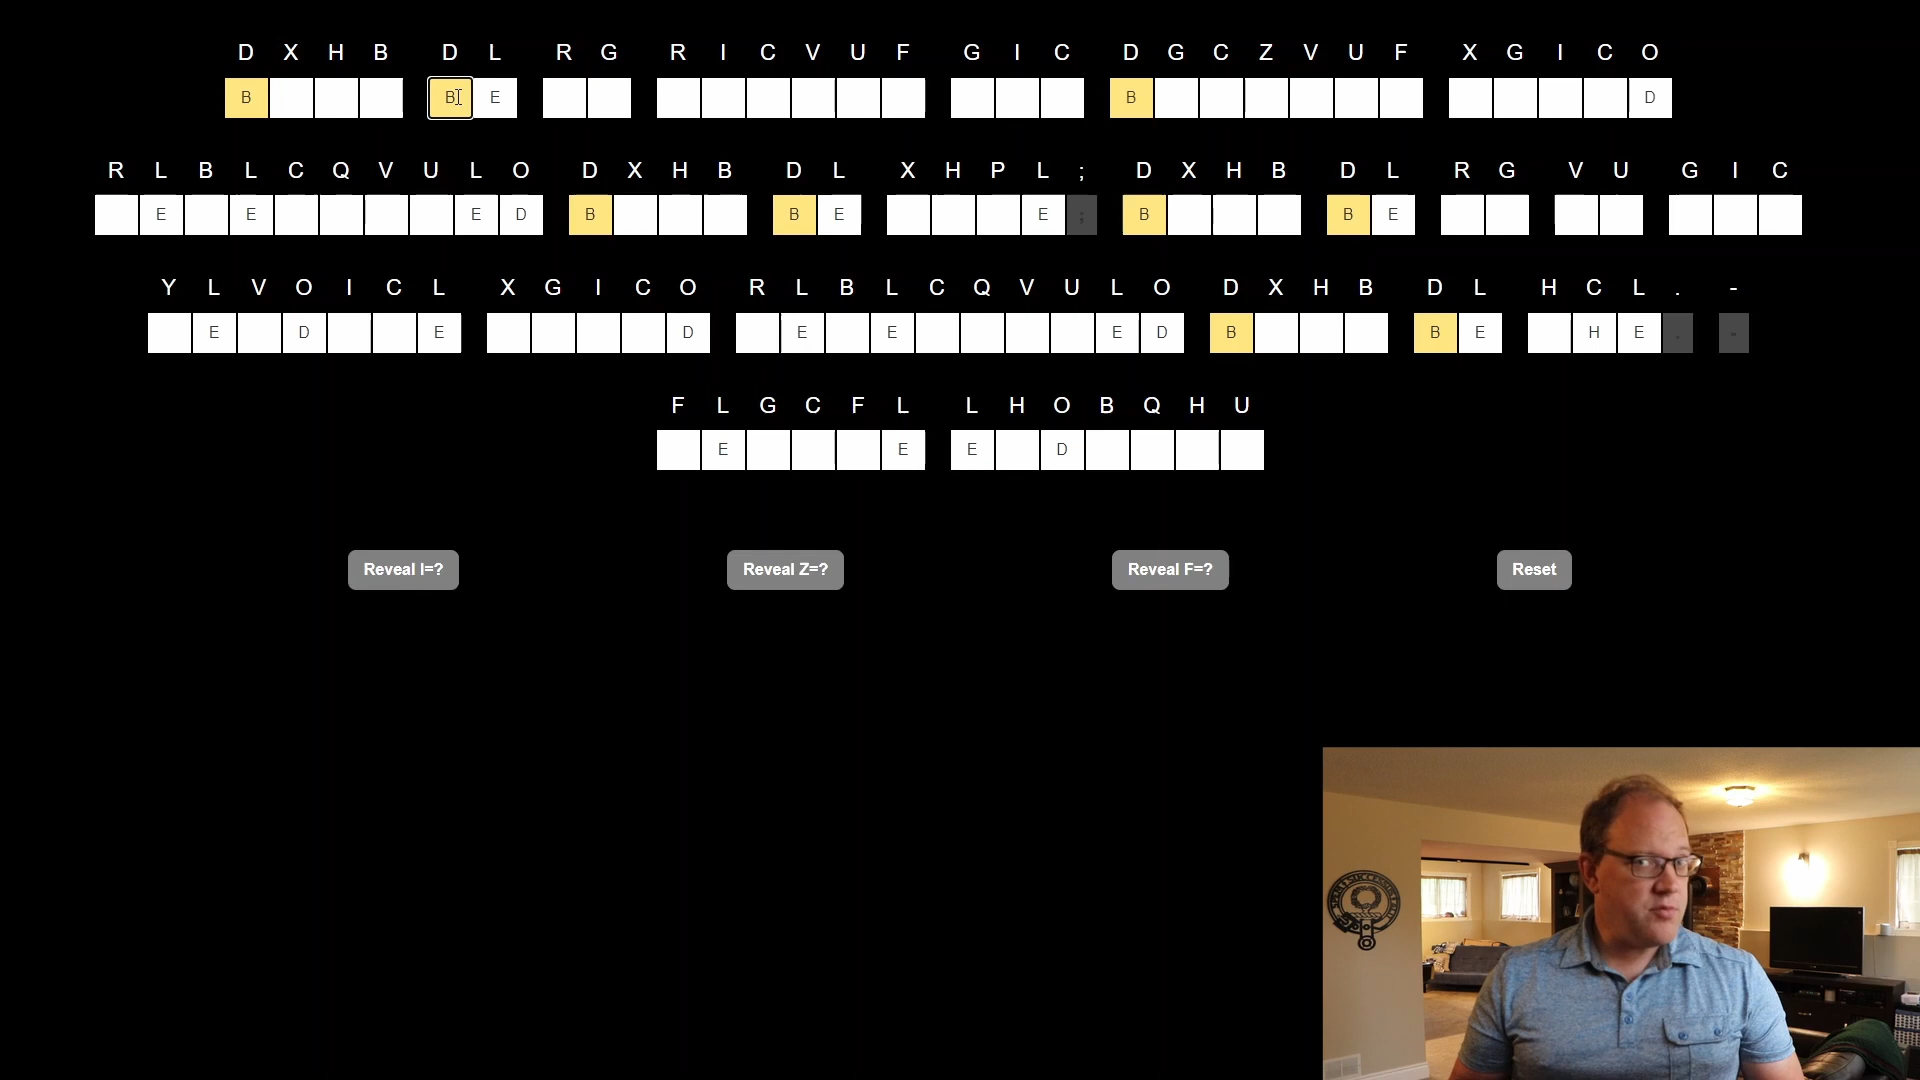 D X H B D L R G R I C V U F G I C D G C Z V U F X G I C O
B B E B D
R L B L C Q V U L O D X H B D L X H P L ; D X H B D L R G V U G I C
E E E D B B E E ; B B E
Y L V O I C L X G I C O R L B L C Q V U L O D X H B D L H C L . -
E D E D E E E D B B E H E . -
F L G C F L L H O B Q H U
E E E D
Reveal I=? Reveal Z=? Reveal F=? Reset